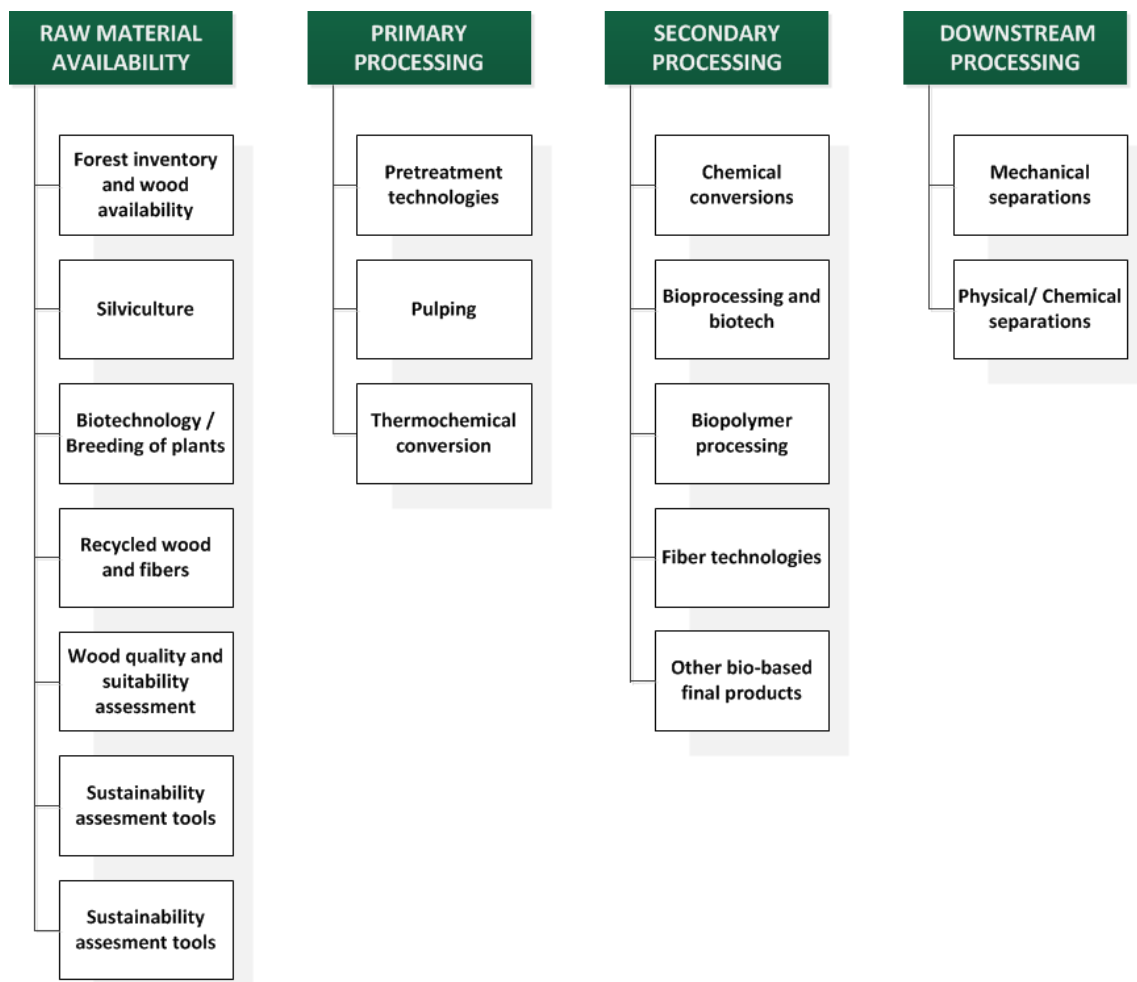 RAW MATERIAL
AVAILABILITY
Forest inventory
and wood
availability
Silviculture
Biotechnology /
Breeding of plants
Recycled wood
and fibers
Wood quality and
suitability
assessment
Sustainability
assesment tools
Sustainability
assesment tools
PRIMARY
PROCESSING
Pretreatment
technologies
Pulping
Thermochemical
conversion
SECONDARY
PROCESSING
Chemical
conversions
Bioprocessing and
biotech
Biopolymer
processing
Fiber technologies
Other bio-based
final products
DOWNSTREAM
PROCESSING
Mechanical
separations
Physical/ Chemical
separations